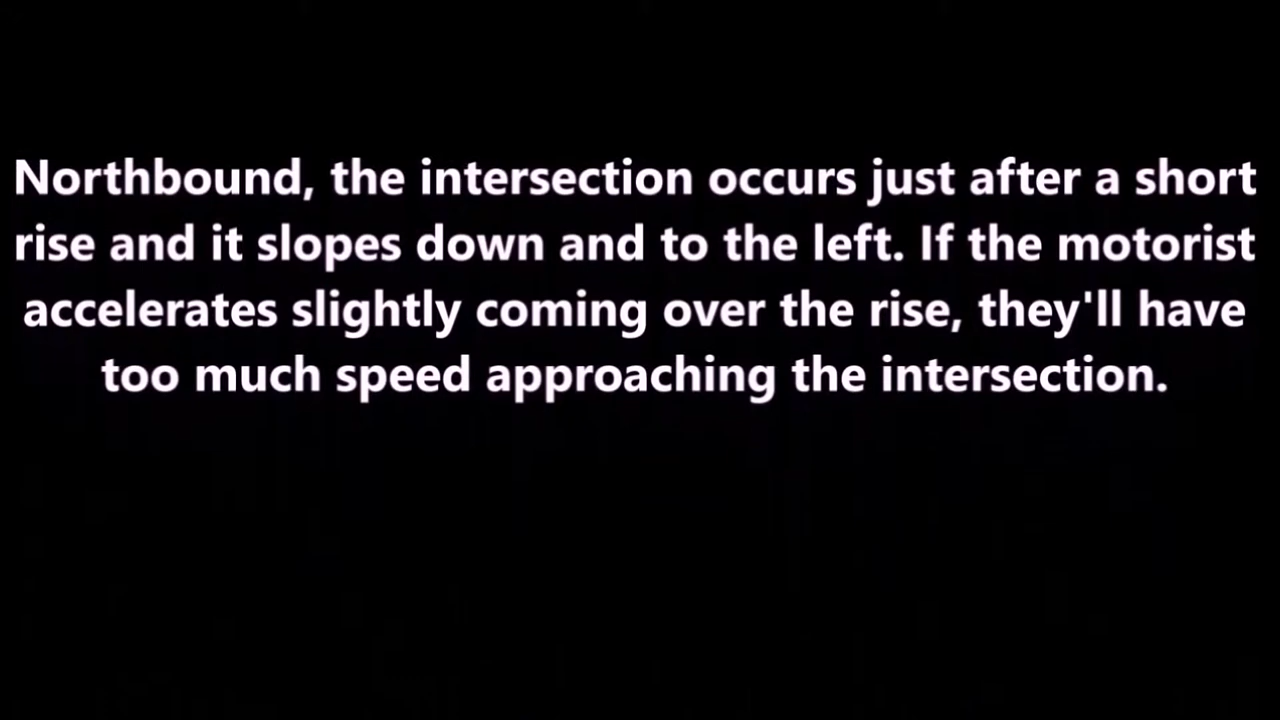 Northbound, the intersection occurs just after a short
rise and it slopes down and to the left. If the motorist
accelerates slightly coming over the rise, they'll have
too much speed approaching the intersection.